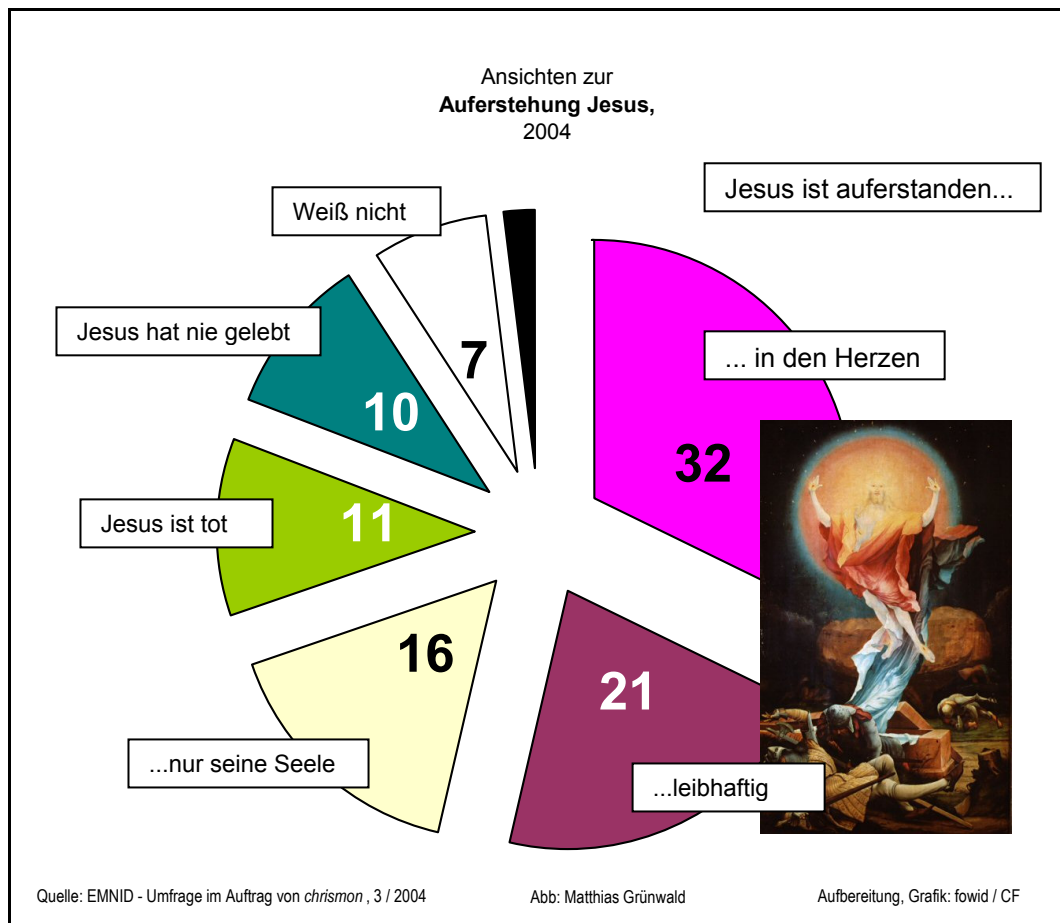 Ansichten zur
Auferstehung Jesus,
2004
Jesus ist auferstanden...
Weiß nicht
Jesus hat nie gelebt
... in den Herzen
7
10
32
Jesus ist tot
11
16
21
...nur seine Seele
...leibhaftig
Quelle: EMNID - Umfrage im Auftrag von chrismon , 3 / 2004
Abb: Matthias Grünwald
Aufbereitung, Grafik: fowid / CF